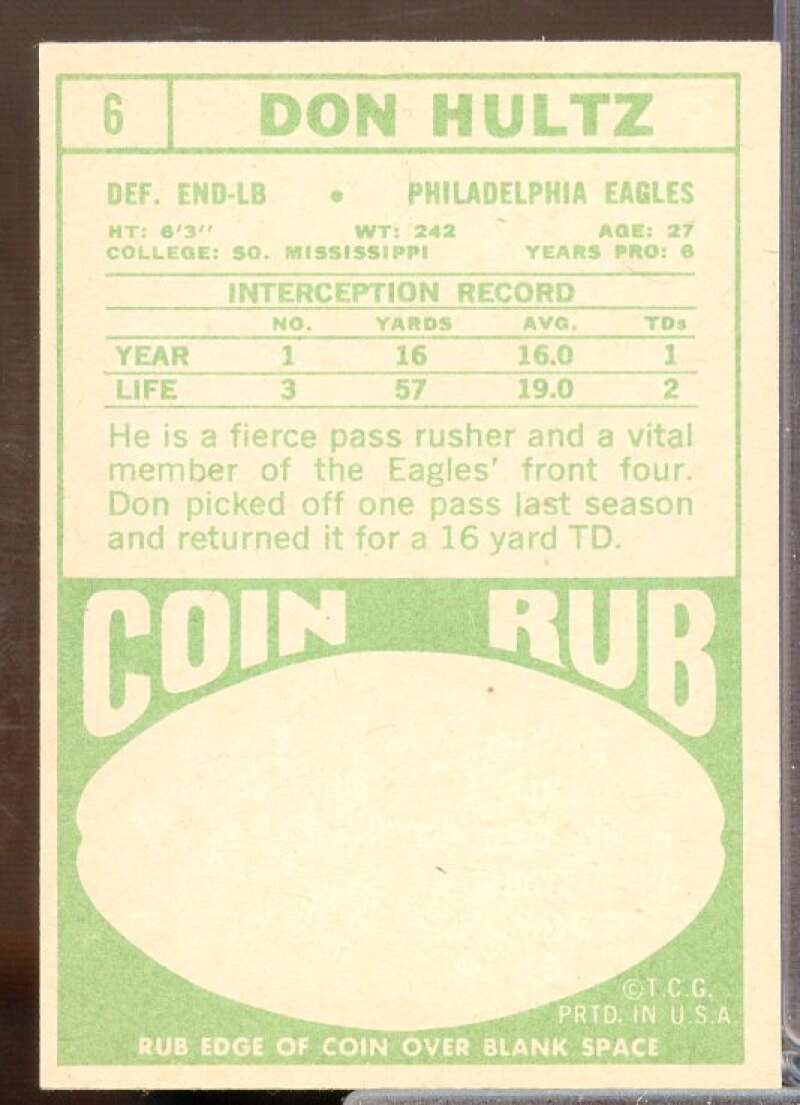 6 DON HULTZ
DEF. END-LB • PHILADELPHIA EAGLES
HT: 6'3'' WT: 242 AGE: 27
COLLEGE: SO. MISSISSIPPI YEARS PRO: 6
INTERCEPTION RECORD
NO. YARDS AVG. TDs
YEAR 1 16 16.0 1
LIFE 3 57 19.0 2
He is a fierce pass rusher and a vital
member of the Eagles' front four.
Don picked off one pass last season
and returned it for a 16 yard TD.
COIN RUB
©T.C.G.
PRTD. IN U.S.A
RUB EDGE OF COIN OVER BLANK SPACE